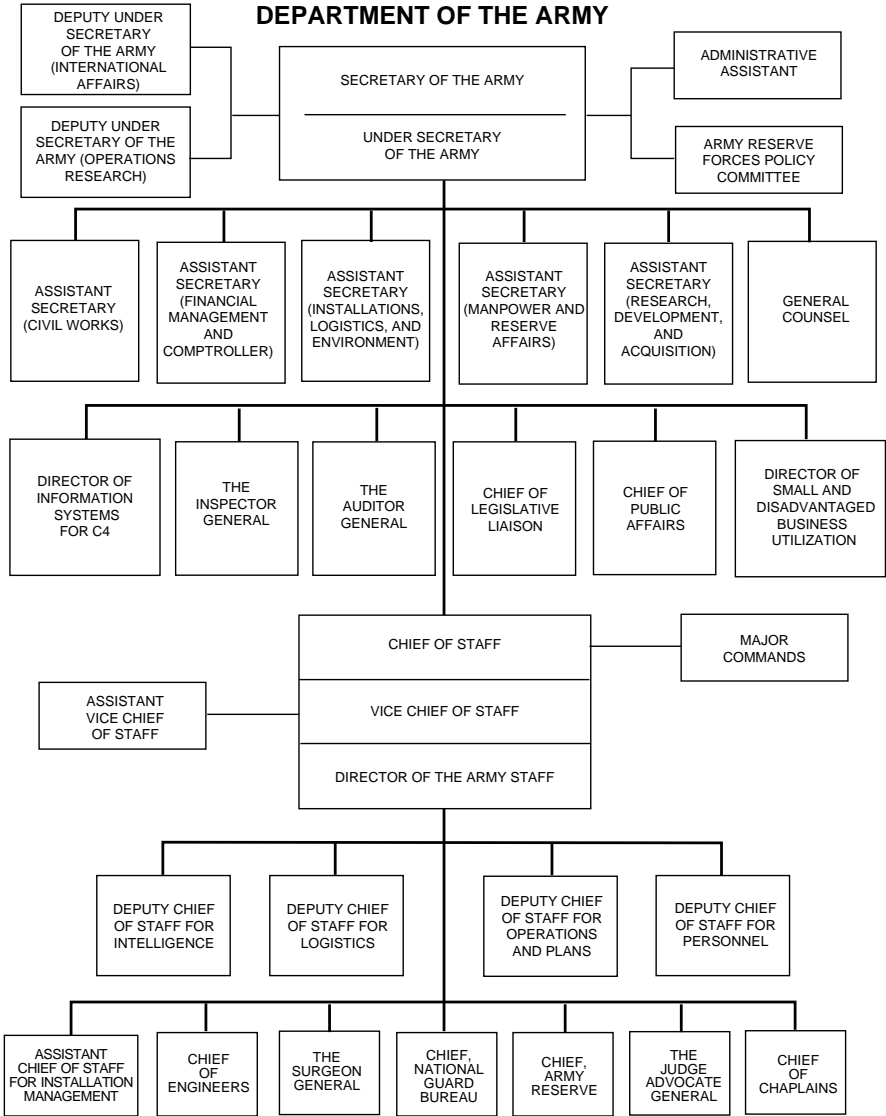 DEPARTMENT OF THE ARMY
DEPUTY UNDER
SECRETARY
OF THE ARMY
(INTERNATIONAL
AFFAIRS)
DEPUTY UNDER
SECRETARY OF THE
ARMY (OPERATIONS
RESEARCH)
SECRETARY OF THE ARMY
UNDER SECRETARY
OF THE ARMY
ADMINISTRATIVE
ASSISTANT
ARMY RESERVE
FORCES POLICY
COMMITTEE
ASSISTANT
SECRETARY
(CIVIL WORKS)
ASSISTANT
SECRETARY
(FINANCIAL
MANAGEMENT
AND
COMPTROLLER)
ASSISTANT
SECRETARY
(INSTALLATIONS,
LOGISTICS, AND
ENVIRONMENT)
ASSISTANT
SECRETARY
(MANPOWER AND
RESERVE
AFFAIRS)
ASSISTANT
SECRETARY
(RESEARCH,
DEVELOPMENT,
AND
ACQUISITION)
GENERAL
COUNSEL
DIRECTOR OF
INFORMATION
SYSTEMS
FOR C4
THE
INSPECTOR
GENERAL
THE
AUDITOR
GENERAL
CHIEF OF
LEGISLATIVE
LIAISON
CHIEF OF
PUBLIC
AFFAIRS
DIRECTOR OF
SMALL AND
DISADVANTAGED
BUSINESS
UTILIZATION
CHIEF OF STAFF
MAJOR
COMMANDS
ASSISTANT
VICE CHIEF
OF STAFF
VICE CHIEF OF STAFF
DIRECTOR OF THE ARMY STAFF
DEPUTY CHIEF
OF STAFF FOR
INTELLIGENCE
DEPUTY CHIEF
OF STAFF FOR
LOGISTICS
DEPUTY CHIEF
OF STAFF FOR
OPERATIONS
AND PLANS
DEPUTY CHIEF
OF STAFF FOR
PERSONNEL
ASSISTANT
CHIEF OF STAFF
FOR INSTALLATION
MANAGEMENT
CHIEF
OF
ENGINEERS
THE
SURGEON
GENERAL
CHIEF,
NATIONAL
GUARD
BUREAU
CHIEF,
ARMY
RESERVE
THE
JUDGE
ADVOCATE
GENERAL
CHIEF
OF
CHAPLAINS